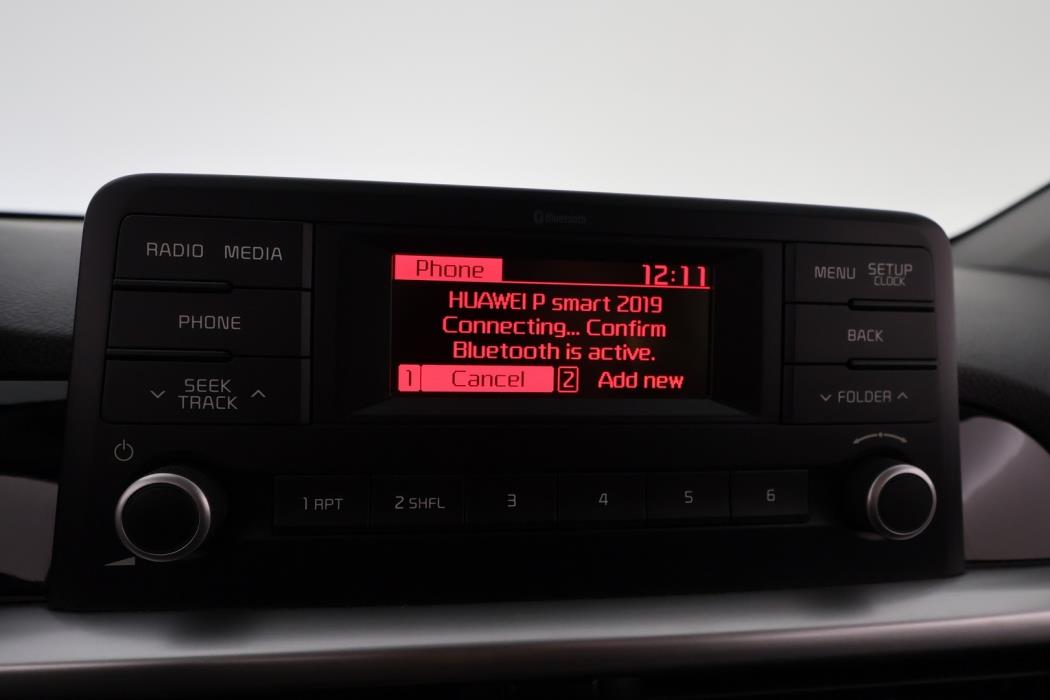 Bluetooth
RADIO MEDIA
PHONE
SEEK
TRACK
Phone 12:11
HUAWEI P smart 2019
Connecting... Confirm
Bluetooth is active.
1 Cancel 2 Add new
MENU SETUP
CLOCK
BACK
FOLDER
1 RPT 2 SHFL 3 4 5 6